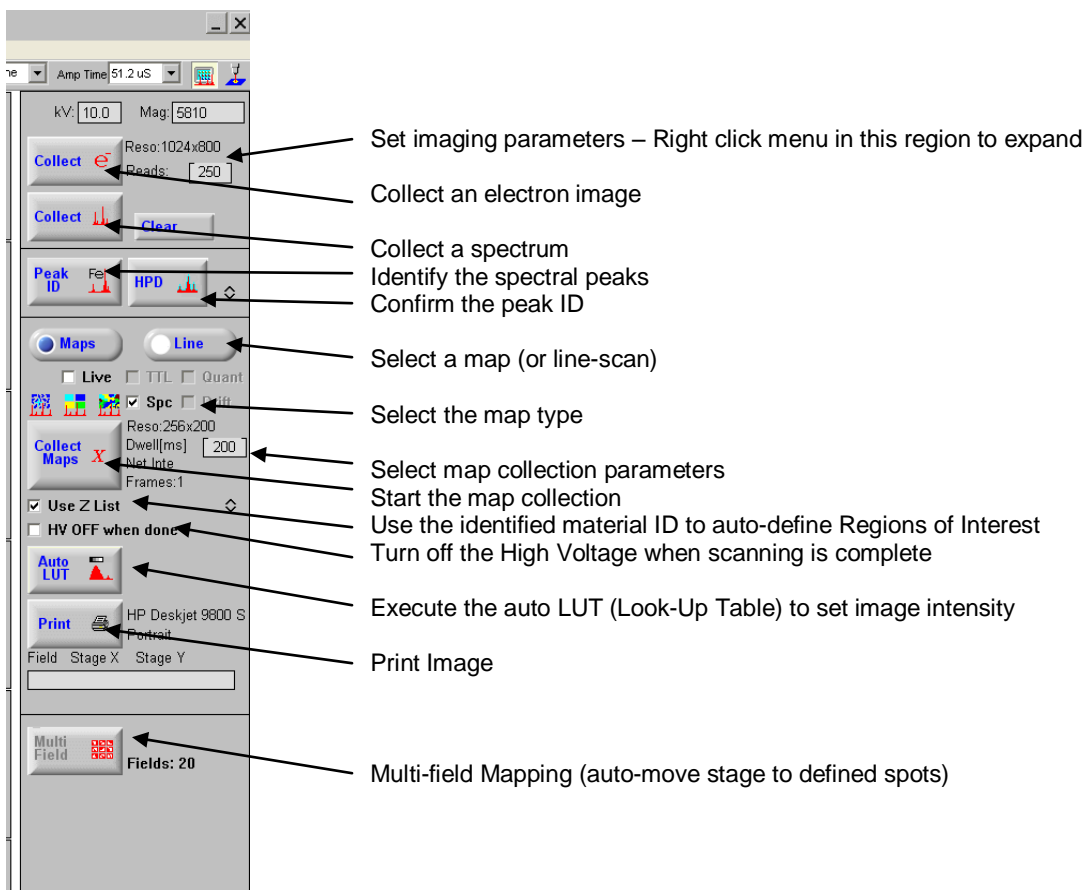 ne Amp Time 51.2 uS
kV: 10.0 Mag: 5810
Set imaging parameters – Right click menu in this region to expand
Collect e⁻ Reso:1024x800
Reads: 250
Collect an electron image
Collect Clear
Collect a spectrum
Peak ID Fe HPD
Identify the spectral peaks
Confirm the peak ID
Maps Line
Select a map (or line-scan)
Live TTL Quant
Spc Drift
Select the map type
Reso:256x200
Collect Maps X Dwell[ms] 200
Net Inte
Frames:1
Select map collection parameters
Start the map collection
Use Z List
Use the identified material ID to auto-define Regions of Interest
HV OFF when done
Turn off the High Voltage when scanning is complete
Auto LUT
Execute the auto LUT (Look-Up Table) to set image intensity
Print HP Deskjet 9800 S
Portrait
Print Image
Field Stage X Stage Y
Multi Field
Fields: 20
Multi-field Mapping (auto-move stage to defined spots)